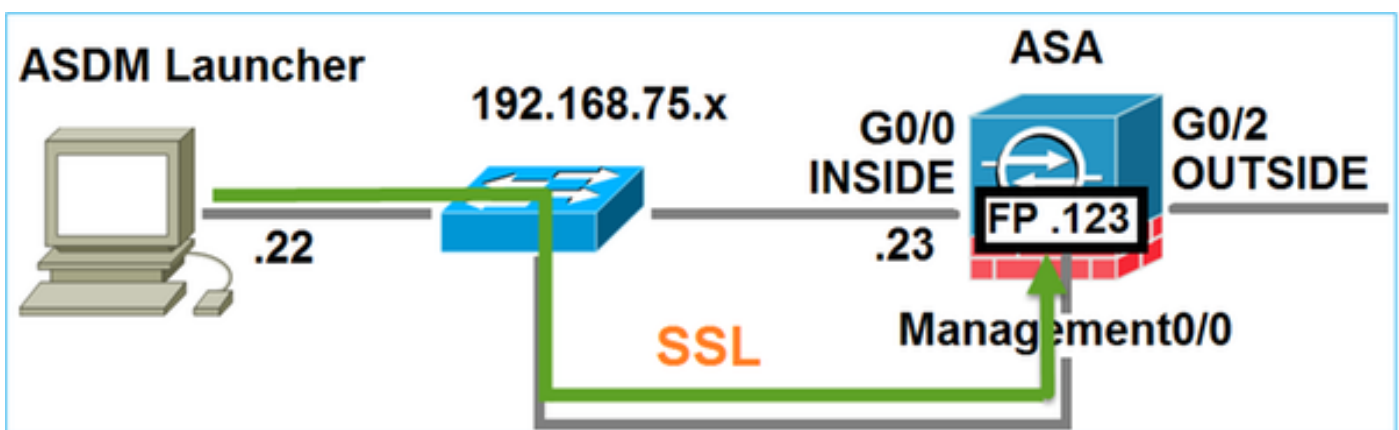 ASDM Launcher
192.168.75.x
ASA
G0/0
INSIDE
G0/2
OUTSIDE
FP .123
.22
.23
SSL
Management0/0